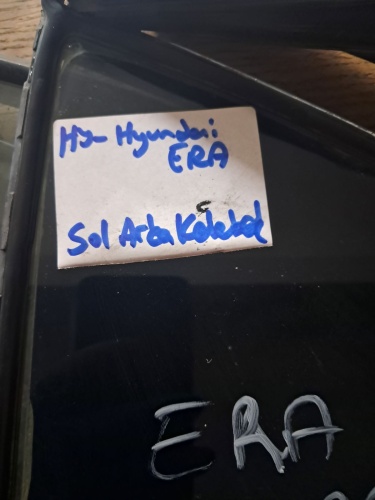 Hyundai
ERA
Sol Arka Kelebek
ERA